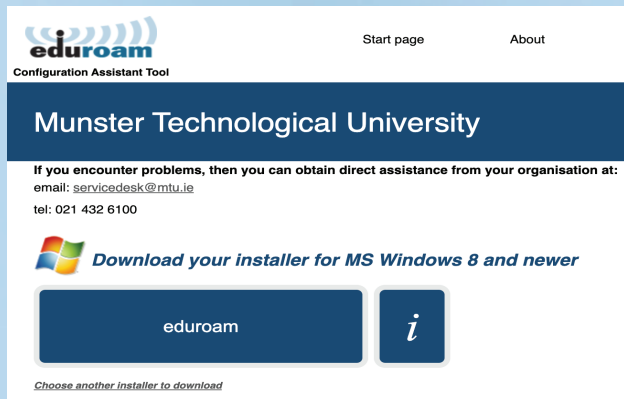 eduroam
Start page About
Configuration Assistant Tool
Munster Technological University
If you encounter problems, then you can obtain direct assistance from your organisation at:
email: servicedesk@mtu.ie
tel: 021 432 6100
Download your installer for MS Windows 8 and newer
eduroam i
Choose another installer to download